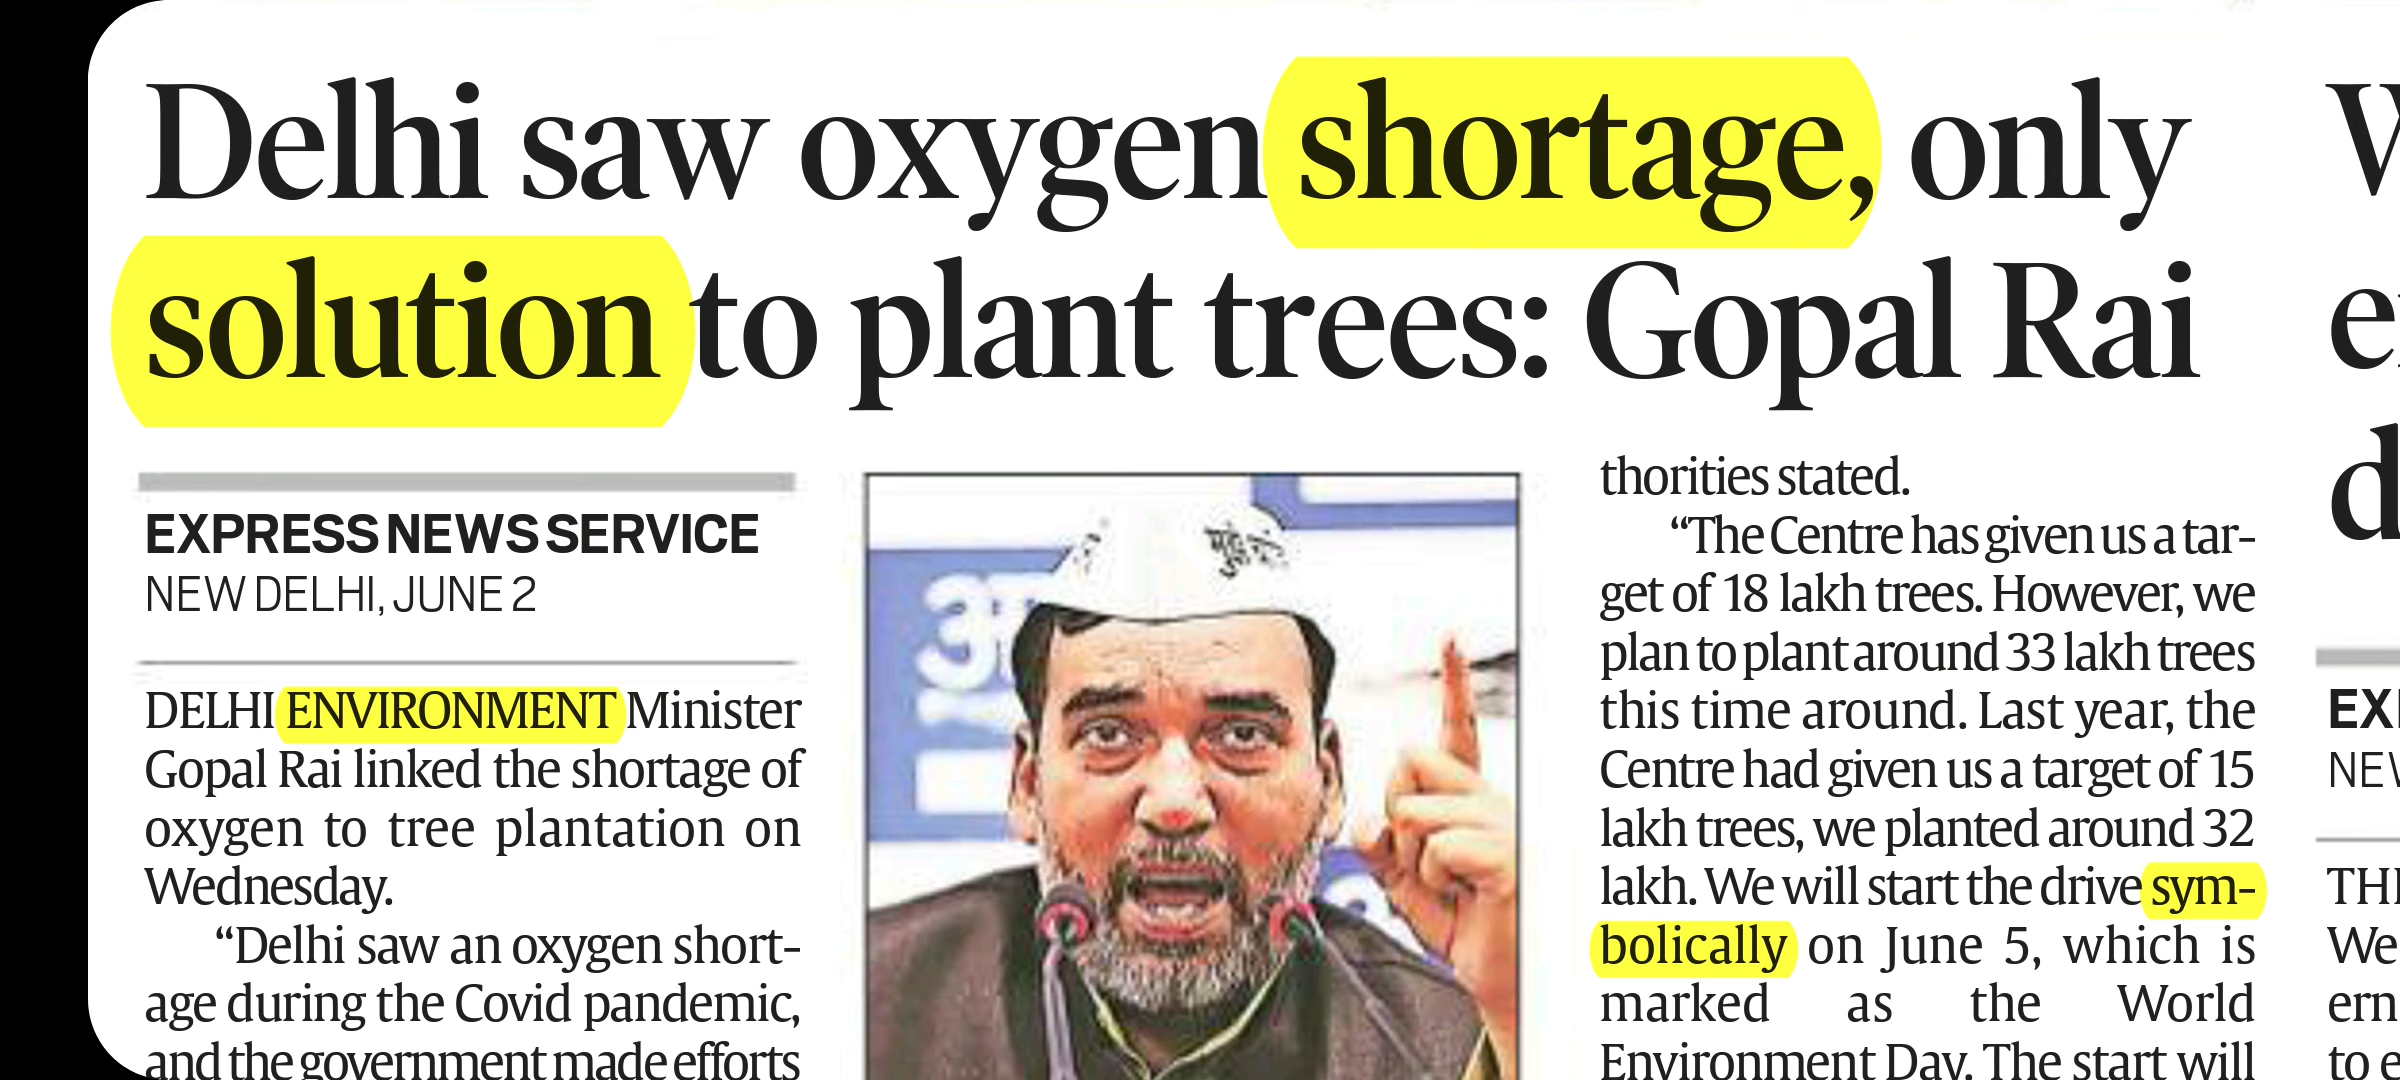 Delhi saw oxygen shortage, only
solution to plant trees: Gopal Rai
EXPRESS NEWS SERVICE
NEW DELHI, JUNE 2
DELHI ENVIRONMENT Minister
Gopal Rai linked the shortage of
oxygen to tree plantation on
Wednesday.
“Delhi saw an oxygen short-
age during the Covid pandemic,
and the government made efforts
thorities stated.
“The Centre has given us a tar-
get of 18 lakh trees. However, we
plan to plant around 33 lakh trees
this time around. Last year, the
Centre had given us a target of 15
lakh trees, we planted around 32
lakh. We will start the drive sym-
bolically on June 5, which is
marked as the World
Environment Day. The start will